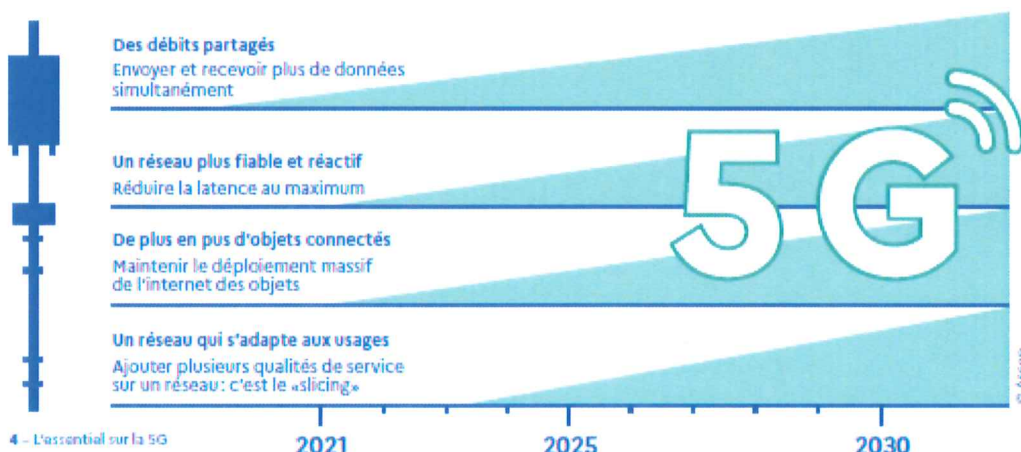 Des débits partagés
Envoyer et recevoir plus de données
simultanément
Un réseau plus fiable et réactif
Réduire la latence au maximum
De plus en pus d'objets connectés
Maintenir le déploiement massif
de l'internet des objets
Un réseau qui s'adapte aux usages
Ajouter plusieurs qualités de service
sur un réseau: c'est le «slicing»
5G
2021
2025
2030
4 – L'essentiel sur la 5G